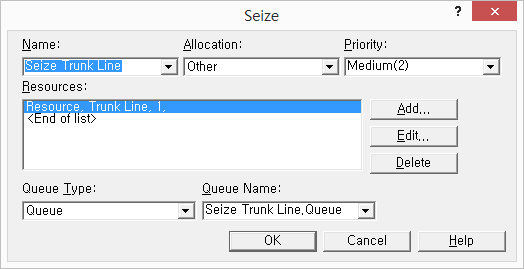 Seize
? ×
Name:
Allocation:
Priority:
Seize Trunk Line
Other
Medium(2)
Resources:
Resource, Trunk Line, 1,
<End of list>
Add...
Edit...
Delete
Queue Type:
Queue Name:
Queue
Seize Trunk Line,Queue
OK
Cancel
Help